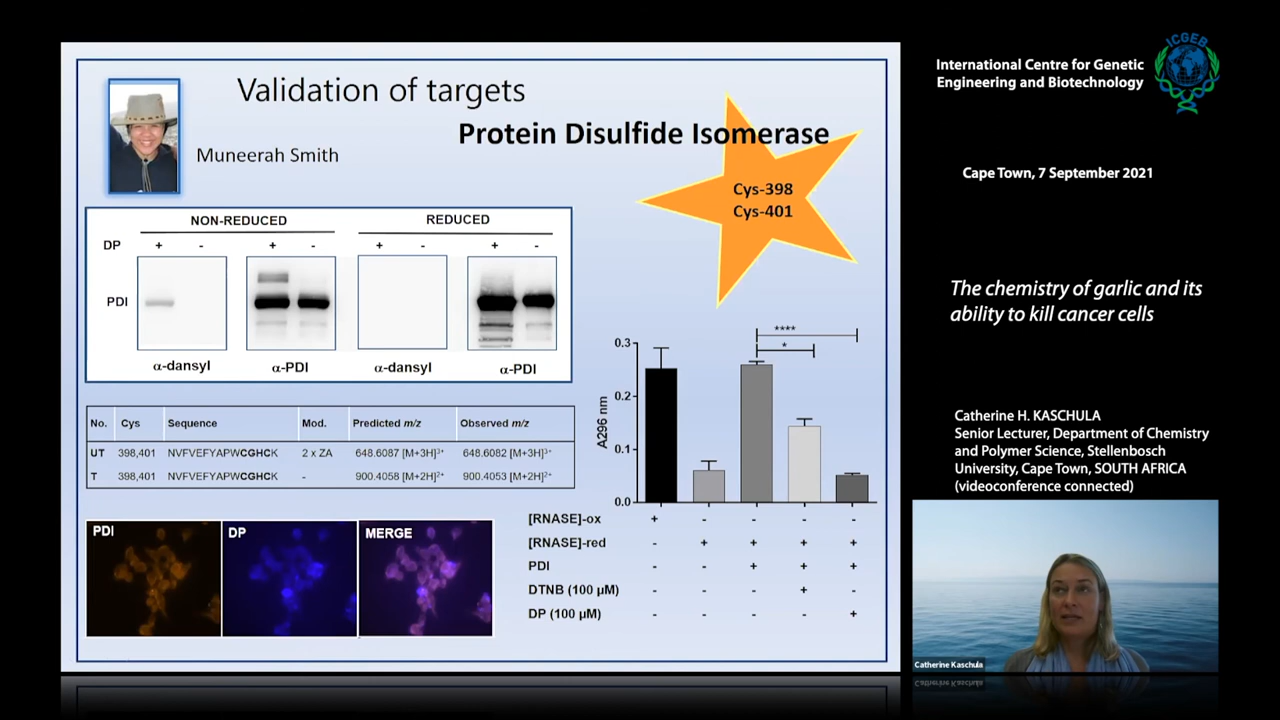 Validation of targets
Muneerah Smith
Protein Disulfide Isomerase
Cys-398
Cys-401
NON-REDUCED REDUCED
DP + - + - + - + -
PDI
α-dansyl α-PDI α-dansyl α-PDI
No. Cys Sequence Mod. Predicted m/z Observed m/z
UT 398,401 NVFVEFYAPWCGHCK 2 x ZA 648.6087 [M+3H]³⁺ 648.6082 [M+3H]³⁺
T 398,401 NVFVEFYAPWCGHCK - 900.4058 [M+2H]²⁺ 900.4053 [M+2H]²⁺
PDI DP MERGE
****
*
0.3
0.2
0.1
0.0
A296 nm
[RNASE]-ox + - - - -
[RNASE]-red - + + + +
PDI - - + + +
DTNB (100 µM) - - - + -
DP (100 µM) - - - - +
International Centre for Genetic
Engineering and Biotechnology
ICGEB
Cape Town, 7 September 2021
The chemistry of garlic and its
ability to kill cancer cells
Catherine H. KASCHULA
Senior Lecturer, Department of Chemistry
and Polymer Science, Stellenbosch
University, Cape Town, SOUTH AFRICA
(videoconference connected)
Catherine Kaschula